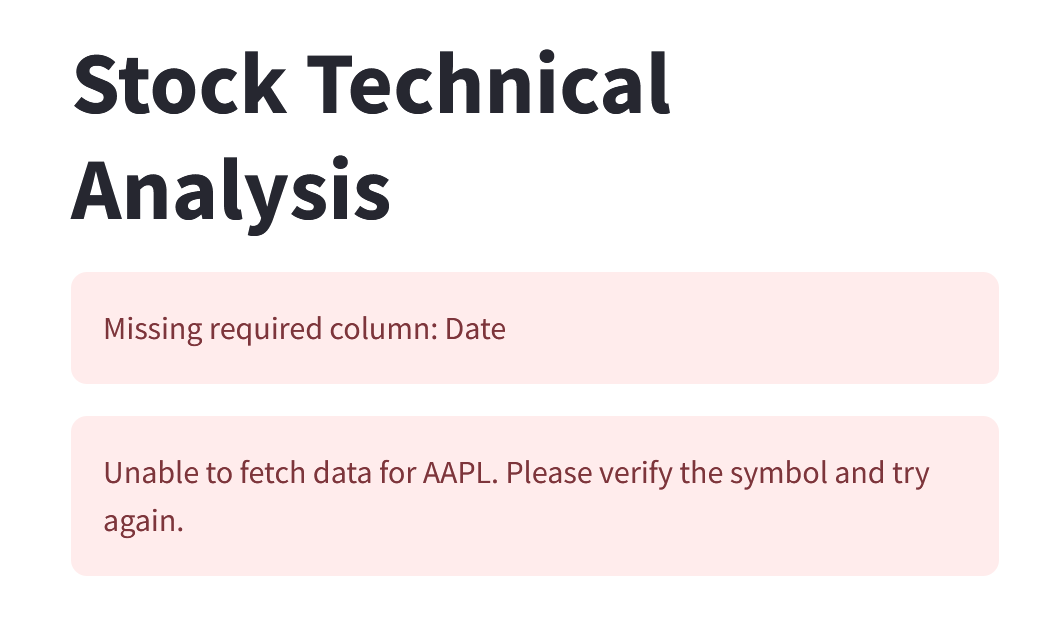 Stock Technical
Analysis
Missing required column: Date
Unable to fetch data for AAPL. Please verify the symbol and try
again.